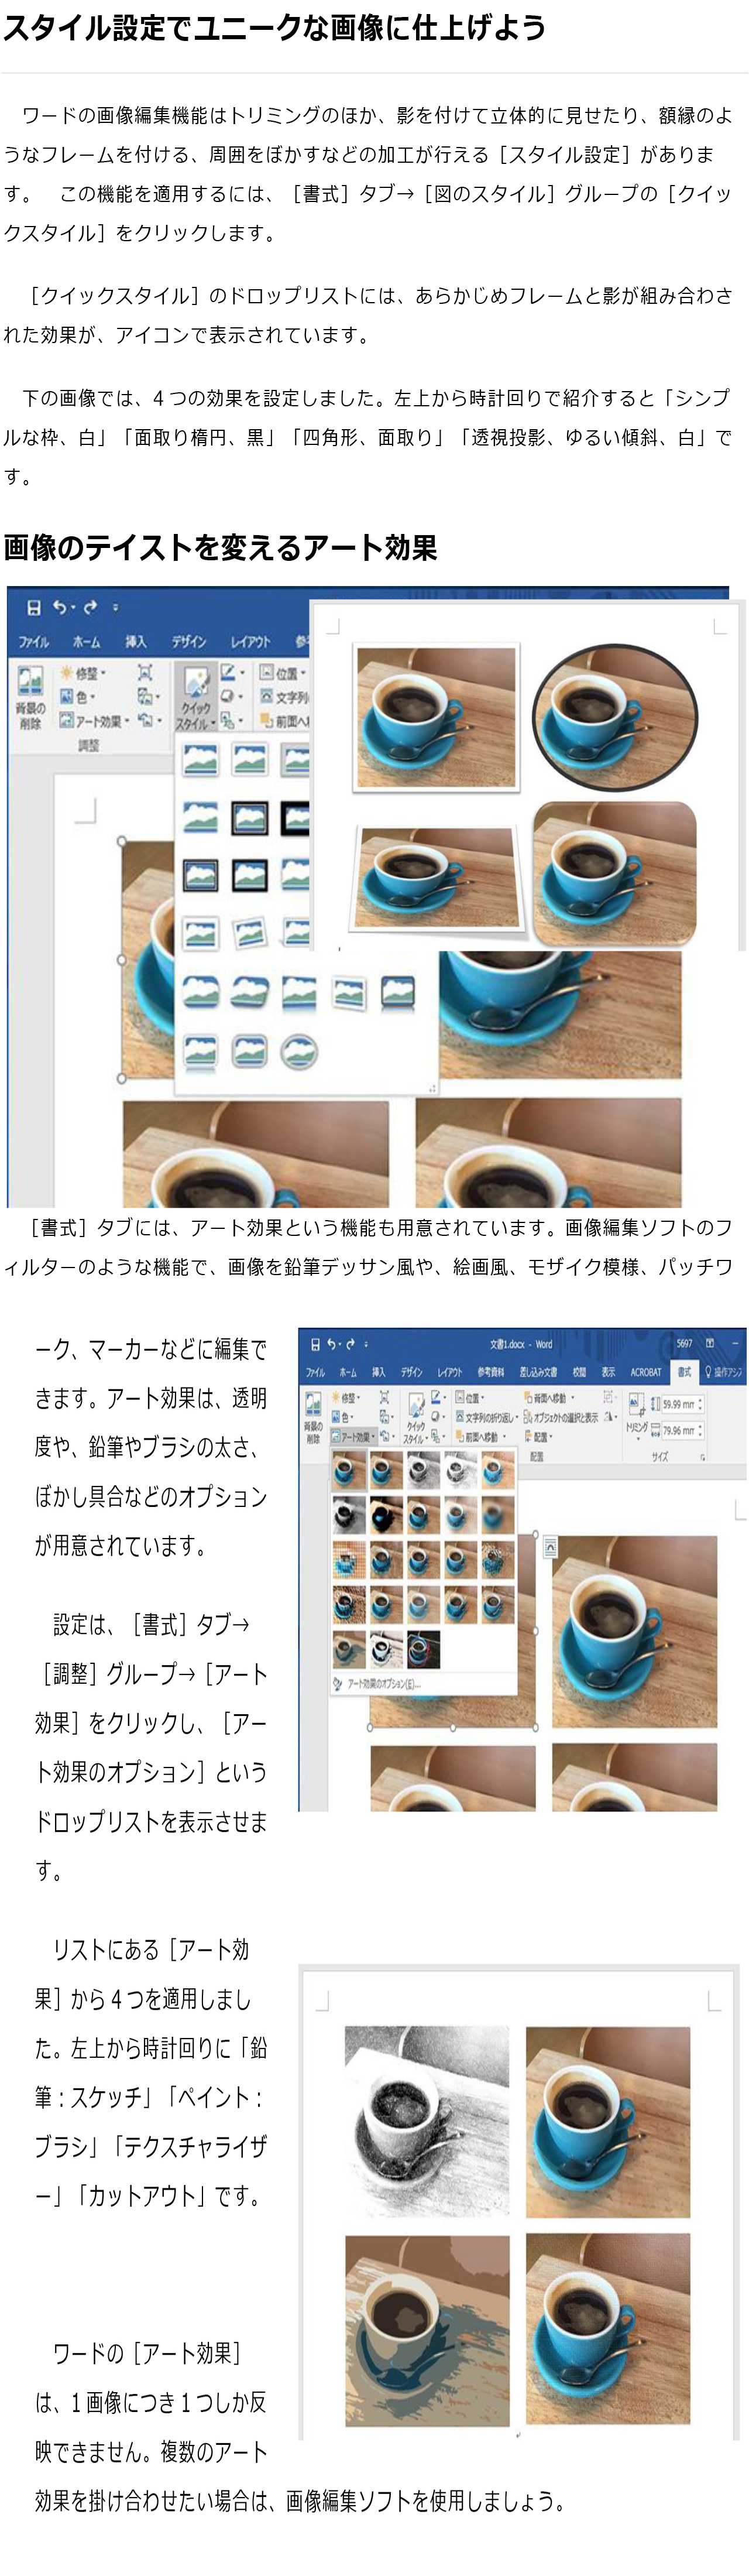 スタイル設定でユニークな画像に仕上げよう
　ワードの画像編集機能はトリミングのほか、影を付けて立体的に見せたり、額縁のよ
うなフレームを付ける、周囲をぼかすなどの加工が行える［スタイル設定］がありま
す。　この機能を適用するには、［書式］タブ→［図のスタイル］グループの［クイッ
クスタイル］をクリックします。
　［クイックスタイル］のドロップリストには、あらかじめフレームと影が組み合わさ
れた効果が、アイコンで表示されています。
　下の画像では、4 つの効果を設定しました。左上から時計回りで紹介すると「シンプ
ルな枠、白」「面取り楕円、黒」「四角形、面取り」「透視投影、ゆるい傾斜、白」で
す。
画像のテイストを変えるアート効果
ファイル ホーム 挿入 デザイン レイアウト
背景の
削除
修整
色
アート効果
調整
クイック
スタイル
位置
文字列
前面へ
　［書式］タブには、アート効果という機能も用意されています。画像編集ソフトのフ
ィルターのような機能で、画像を鉛筆デッサン風や、絵画風、モザイク模様、パッチワ
ーク、マーカーなどに編集で
きます。アート効果は、透明
度や、鉛筆やブラシの太さ、
ぼかし具合などのオプション
が用意されています。
　設定は、［書式］タブ→
［調整］グループ→［アート
効果］をクリックし、［アー
ト効果のオプション］という
ドロップリストを表示させま
す。
文書1.docx - Word 5697
ファイル ホーム 挿入 デザイン レイアウト 参考資料 差し込み文書 校閲 表示 ACROBAT 書式 操作アシ
背景の
削除
修整
色
アート効果
クイック
スタイル
位置
文字列の折り返し
前面へ移動
背面へ移動
オブジェクトの選択と表示
配置
配置
トリミング
59.99 mm
79.96 mm
サイズ
アート効果のオプション(E)...
　リストにある［アート効
果］から 4 つを適用しまし
た。左上から時計回りに「鉛
筆：スケッチ」「ペイント：
ブラシ」「テクスチャライザ
ー」「カットアウト」です。
　ワードの［アート効果］
は、1 画像につき 1 つしか反
映できません。複数のアート
効果を掛け合わせたい場合は、画像編集ソフトを使用しましょう。